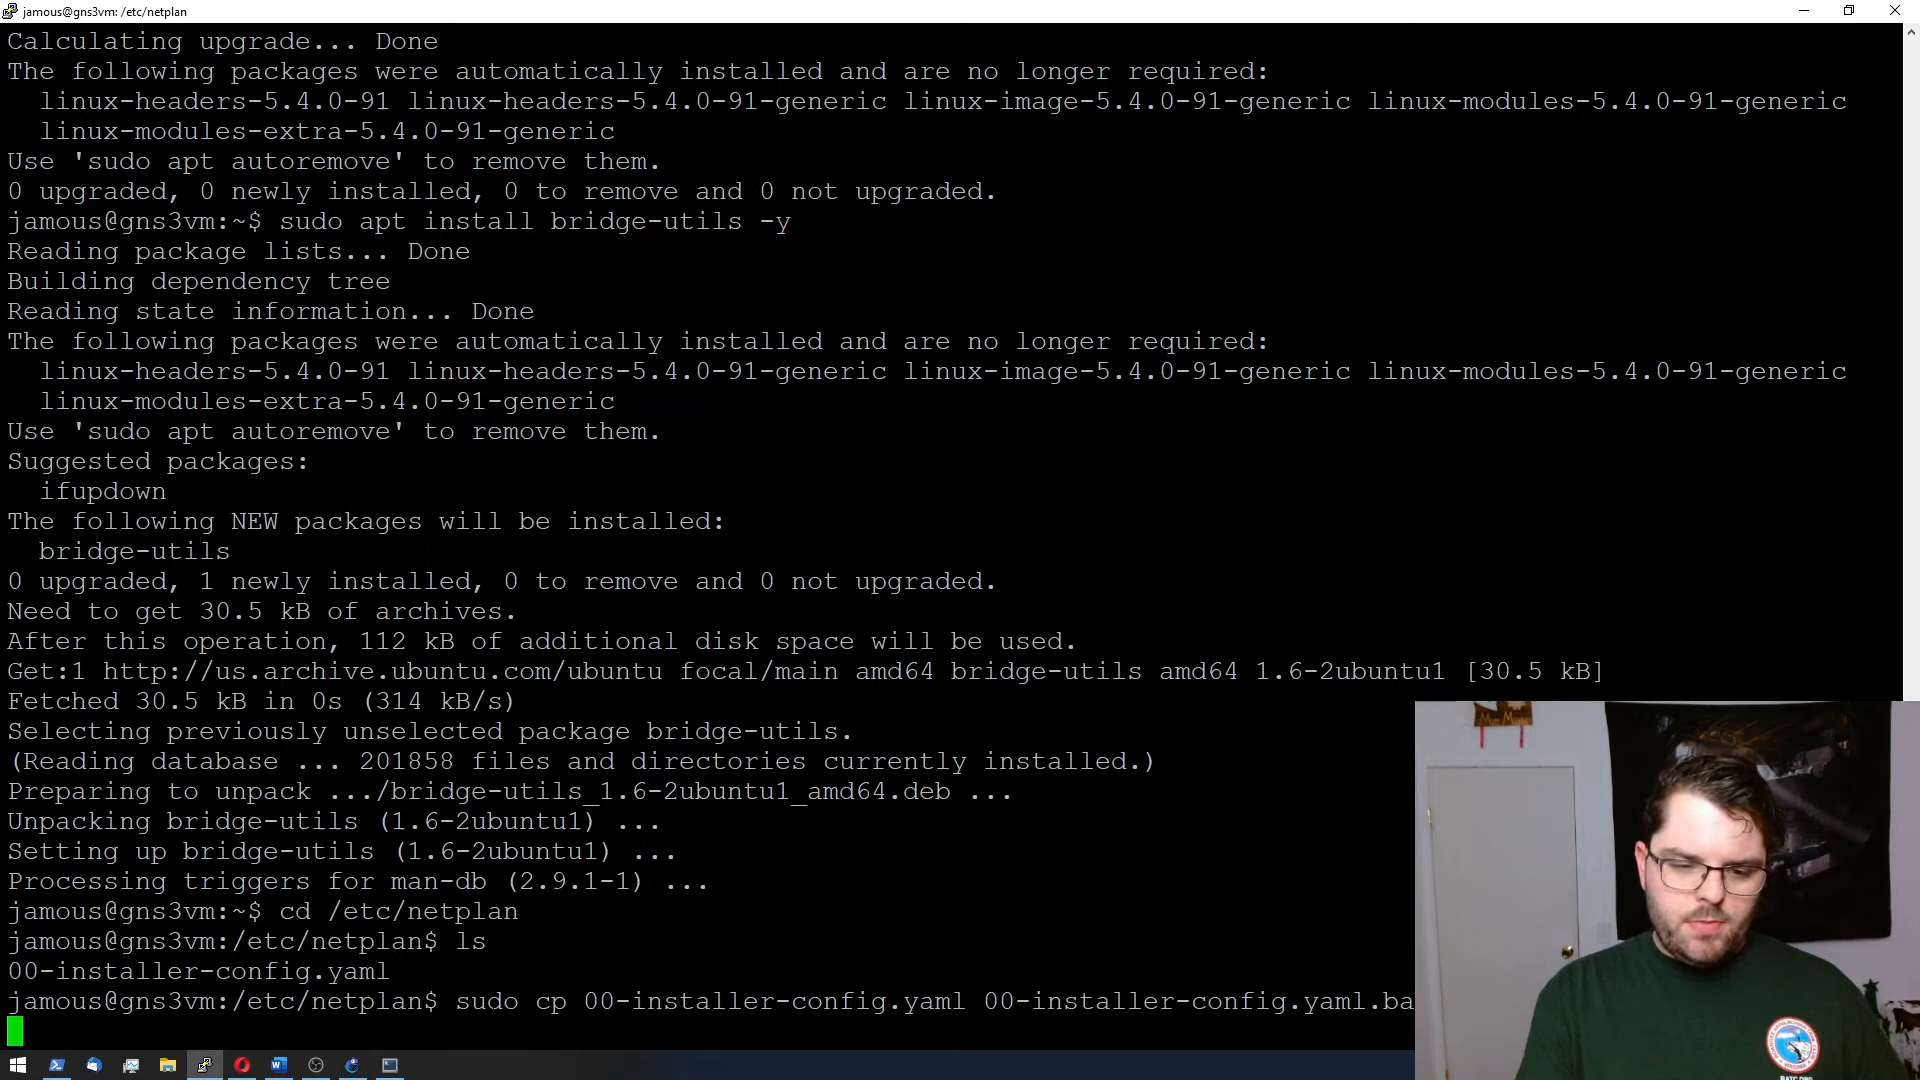 jamous@gns3vm: /etc/netplan
Calculating upgrade... Done
The following packages were automatically installed and are no longer required:
  linux-headers-5.4.0-91 linux-headers-5.4.0-91-generic linux-image-5.4.0-91-generic linux-modules-5.4.0-91-generic
  linux-modules-extra-5.4.0-91-generic
Use 'sudo apt autoremove' to remove them.
0 upgraded, 0 newly installed, 0 to remove and 0 not upgraded.
jamous@gns3vm:~$ sudo apt install bridge-utils -y
Reading package lists... Done
Building dependency tree
Reading state information... Done
The following packages were automatically installed and are no longer required:
  linux-headers-5.4.0-91 linux-headers-5.4.0-91-generic linux-image-5.4.0-91-generic linux-modules-5.4.0-91-generic
  linux-modules-extra-5.4.0-91-generic
Use 'sudo apt autoremove' to remove them.
Suggested packages:
  ifupdown
The following NEW packages will be installed:
  bridge-utils
0 upgraded, 1 newly installed, 0 to remove and 0 not upgraded.
Need to get 30.5 kB of archives.
After this operation, 112 kB of additional disk space will be used.
Get:1 http://us.archive.ubuntu.com/ubuntu focal/main amd64 bridge-utils amd64 1.6-2ubuntu1 [30.5 kB]
Fetched 30.5 kB in 0s (314 kB/s)
Selecting previously unselected package bridge-utils.
(Reading database ... 201858 files and directories currently installed.)
Preparing to unpack .../bridge-utils_1.6-2ubuntu1_amd64.deb ...
Unpacking bridge-utils (1.6-2ubuntu1) ...
Setting up bridge-utils (1.6-2ubuntu1) ...
Processing triggers for man-db (2.9.1-1) ...
jamous@gns3vm:~$ cd /etc/netplan
jamous@gns3vm:/etc/netplan$ ls
00-installer-config.yaml
jamous@gns3vm:/etc/netplan$ sudo cp 00-installer-config.yaml 00-installer-config.yaml.ba